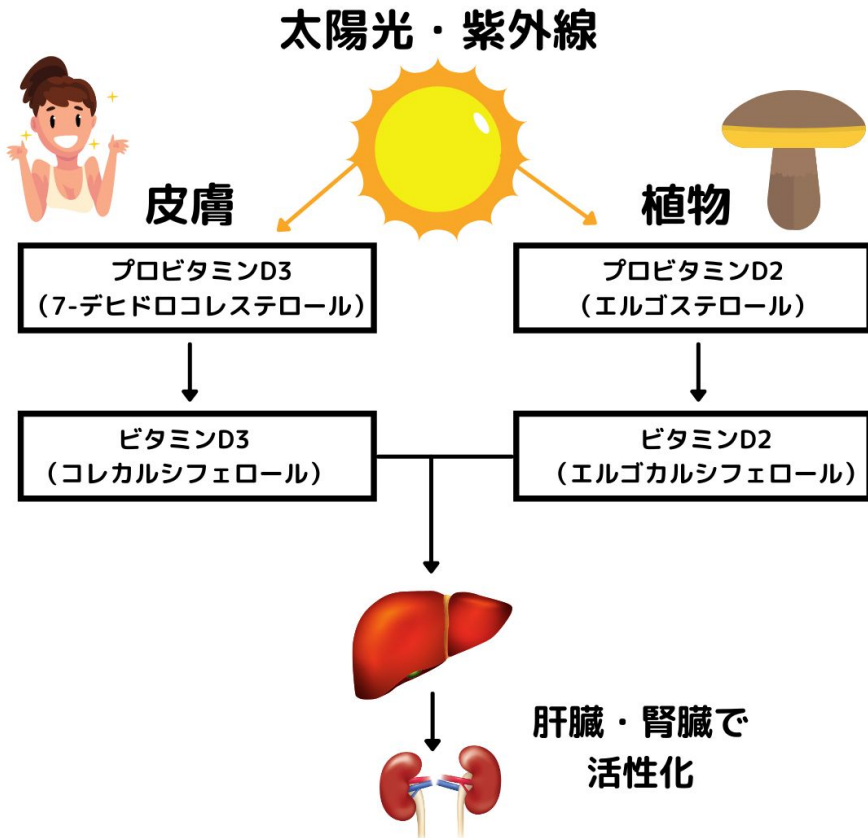 太陽光・紫外線
皮膚
植物
プロビタミンD3
（7-デヒドロコレステロール）
プロビタミンD2
（エルゴステロール）
ビタミンD3
（コレカルシフェロール）
ビタミンD2
（エルゴカルシフェロール）
肝臓・腎臓で
活性化